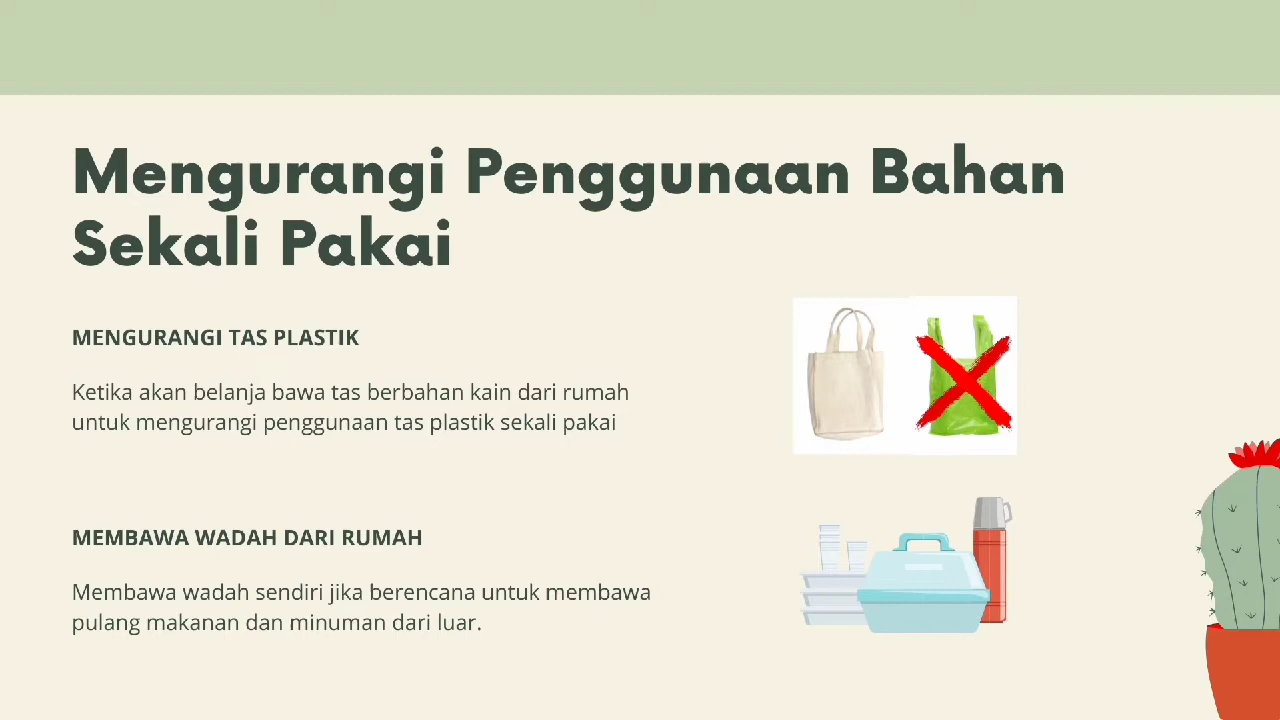 Mengurangi Penggunaan Bahan
Sekali Pakai
MENGURANGI TAS PLASTIK
Ketika akan belanja bawa tas berbahan kain dari rumah
untuk mengurangi penggunaan tas plastik sekali pakai
MEMBAWA WADAH DARI RUMAH
Membawa wadah sendiri jika berencana untuk membawa
pulang makanan dan minuman dari luar.